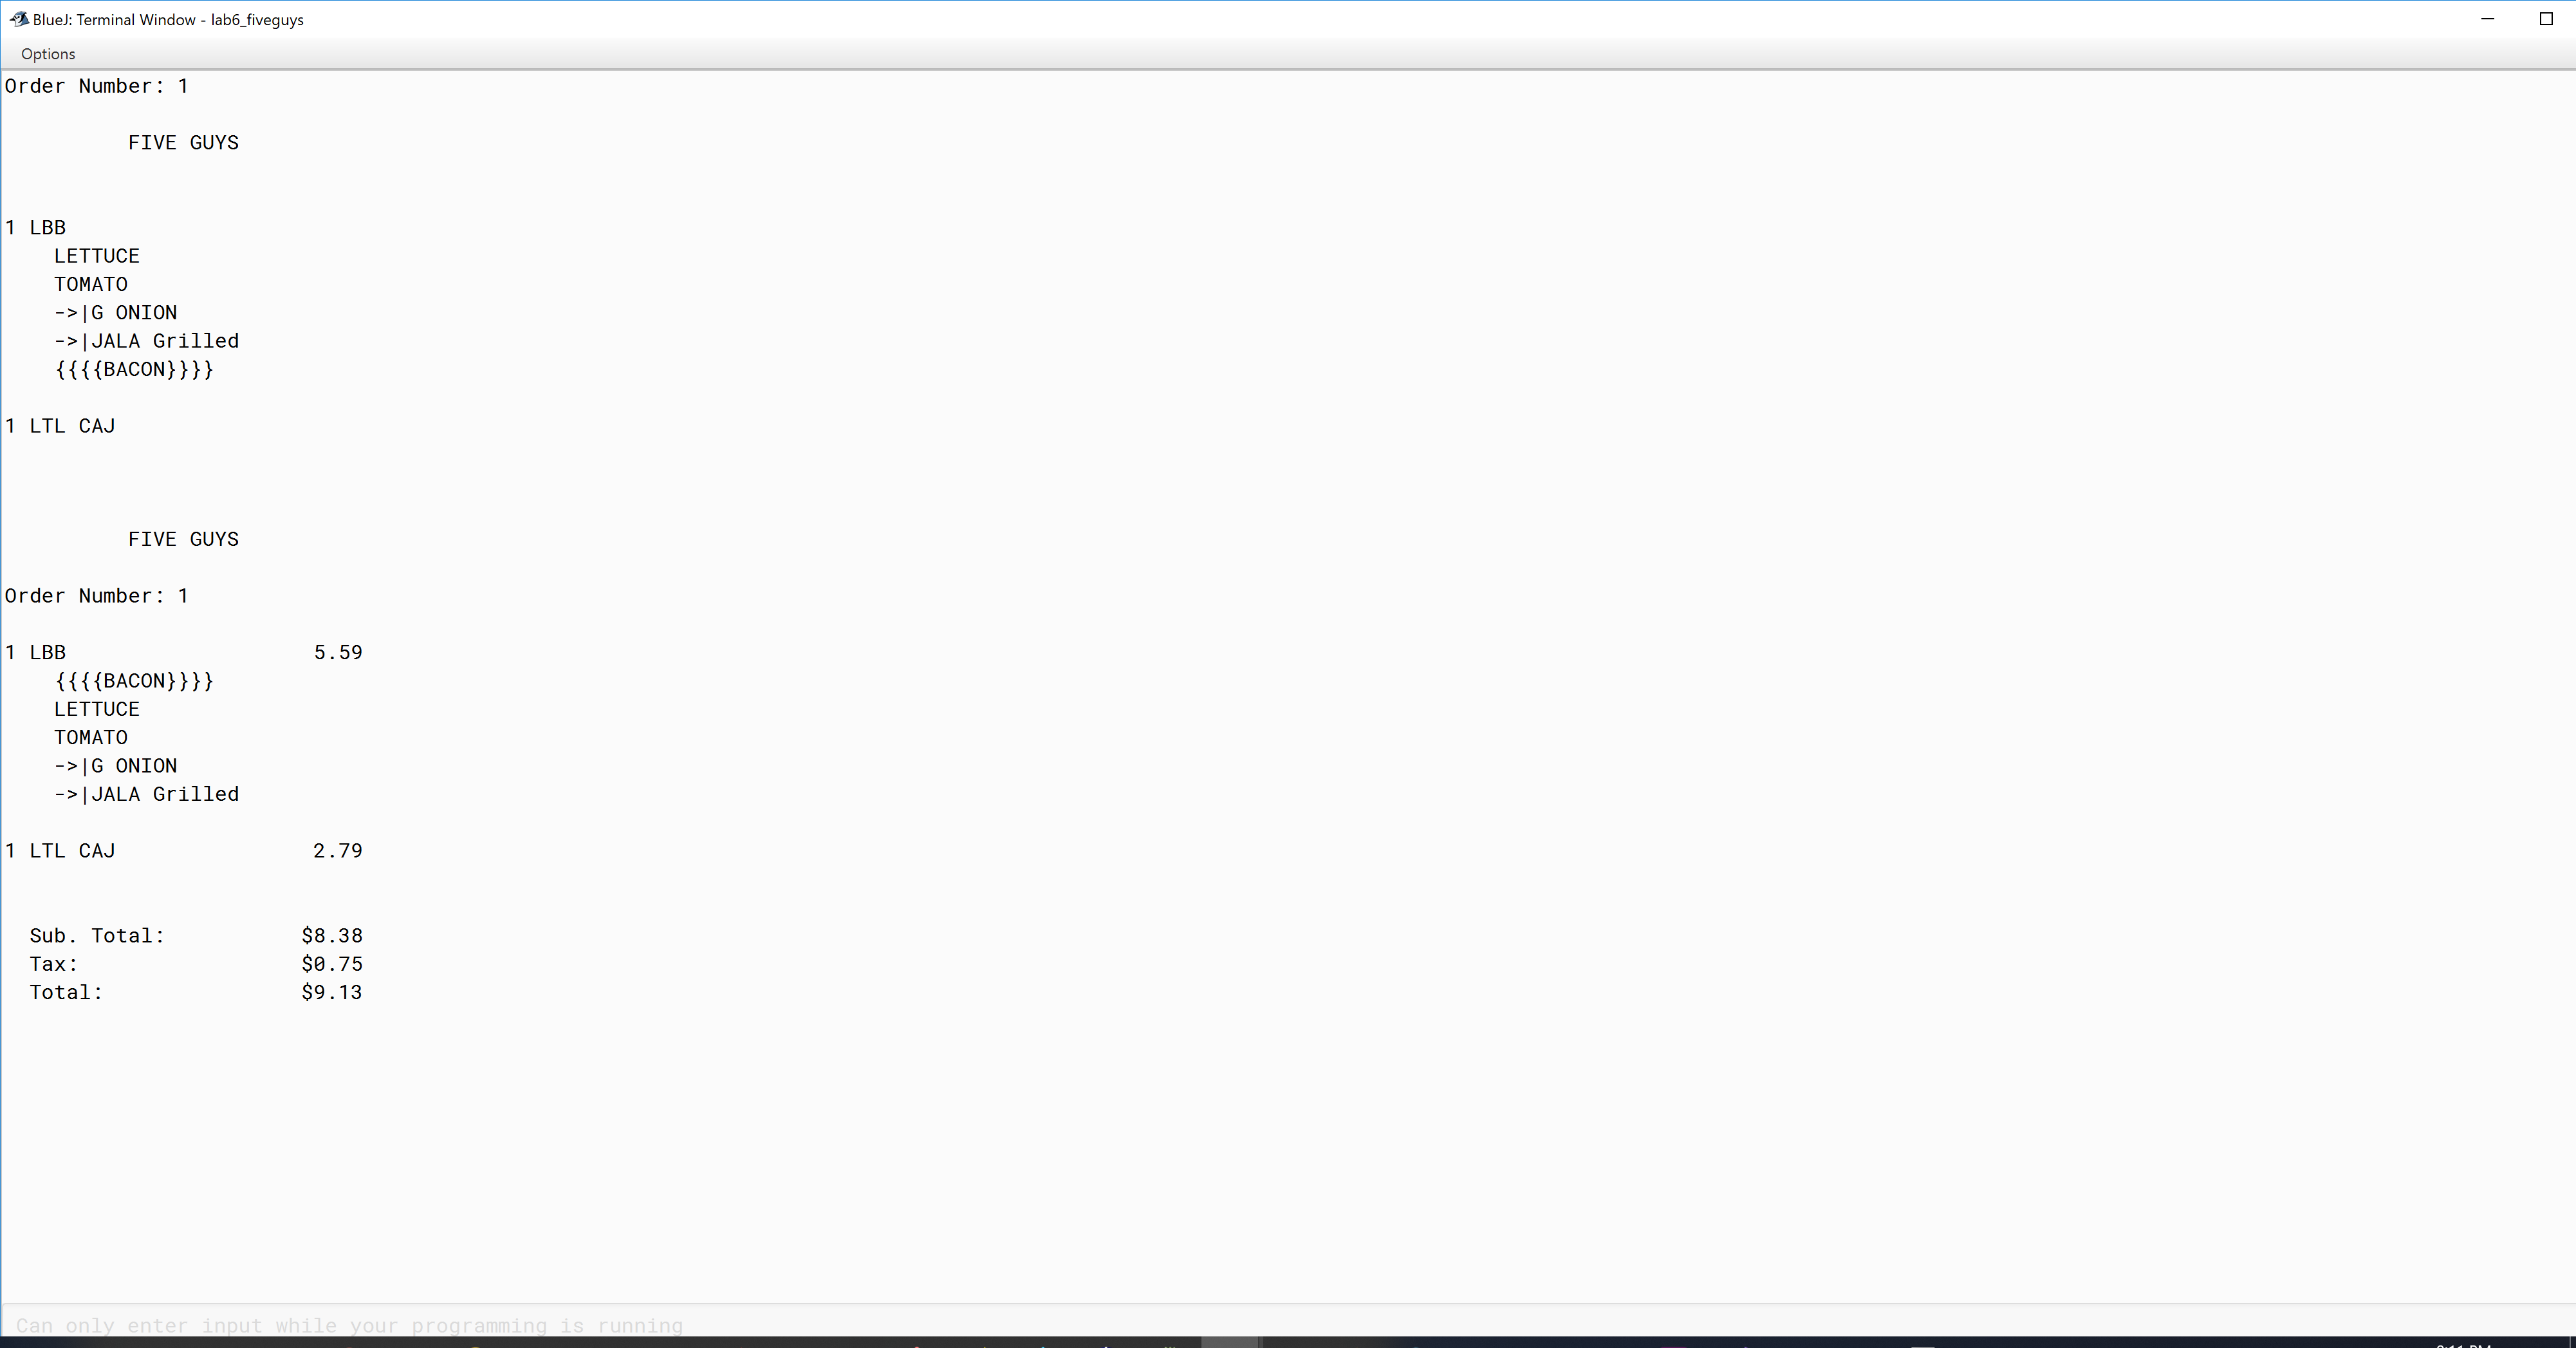 BlueJ: Terminal Window - lab6_fiveguys
Options
Order Number: 1
FIVE GUYS
1 LBB
LETTUCE
TOMATO
->|G ONION
->|JALA Grilled
{{{{BACON}}}}
1 LTL CAJ
FIVE GUYS
Order Number: 1
1 LBB 5.59
{{{{BACON}}}}
LETTUCE
TOMATO
->|G ONION
->|JALA Grilled
1 LTL CAJ 2.79
Sub. Total: $8.38
Tax: $0.75
Total: $9.13
Can only enter input while your programming is running